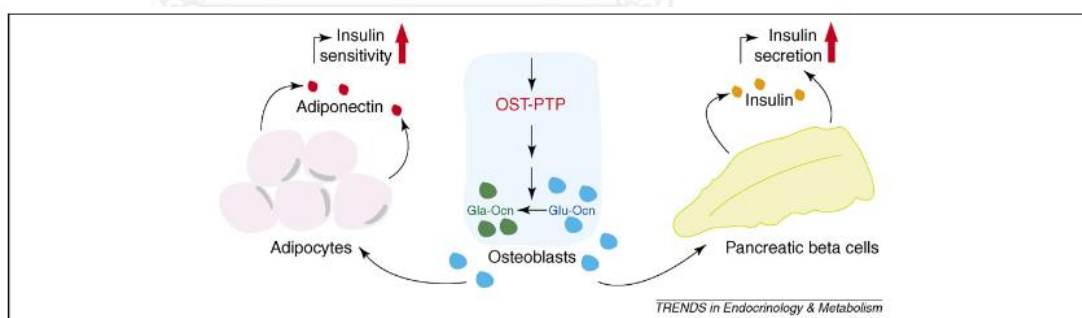 Insulin
sensitivity
Adiponectin
Adipocytes
OST-PTP
Gla-Ocn
Glu-Ocn
Osteoblasts
Insulin
secretion
Insulin
Pancreatic beta cells
TRENDS in Endocrinology & Metabolism